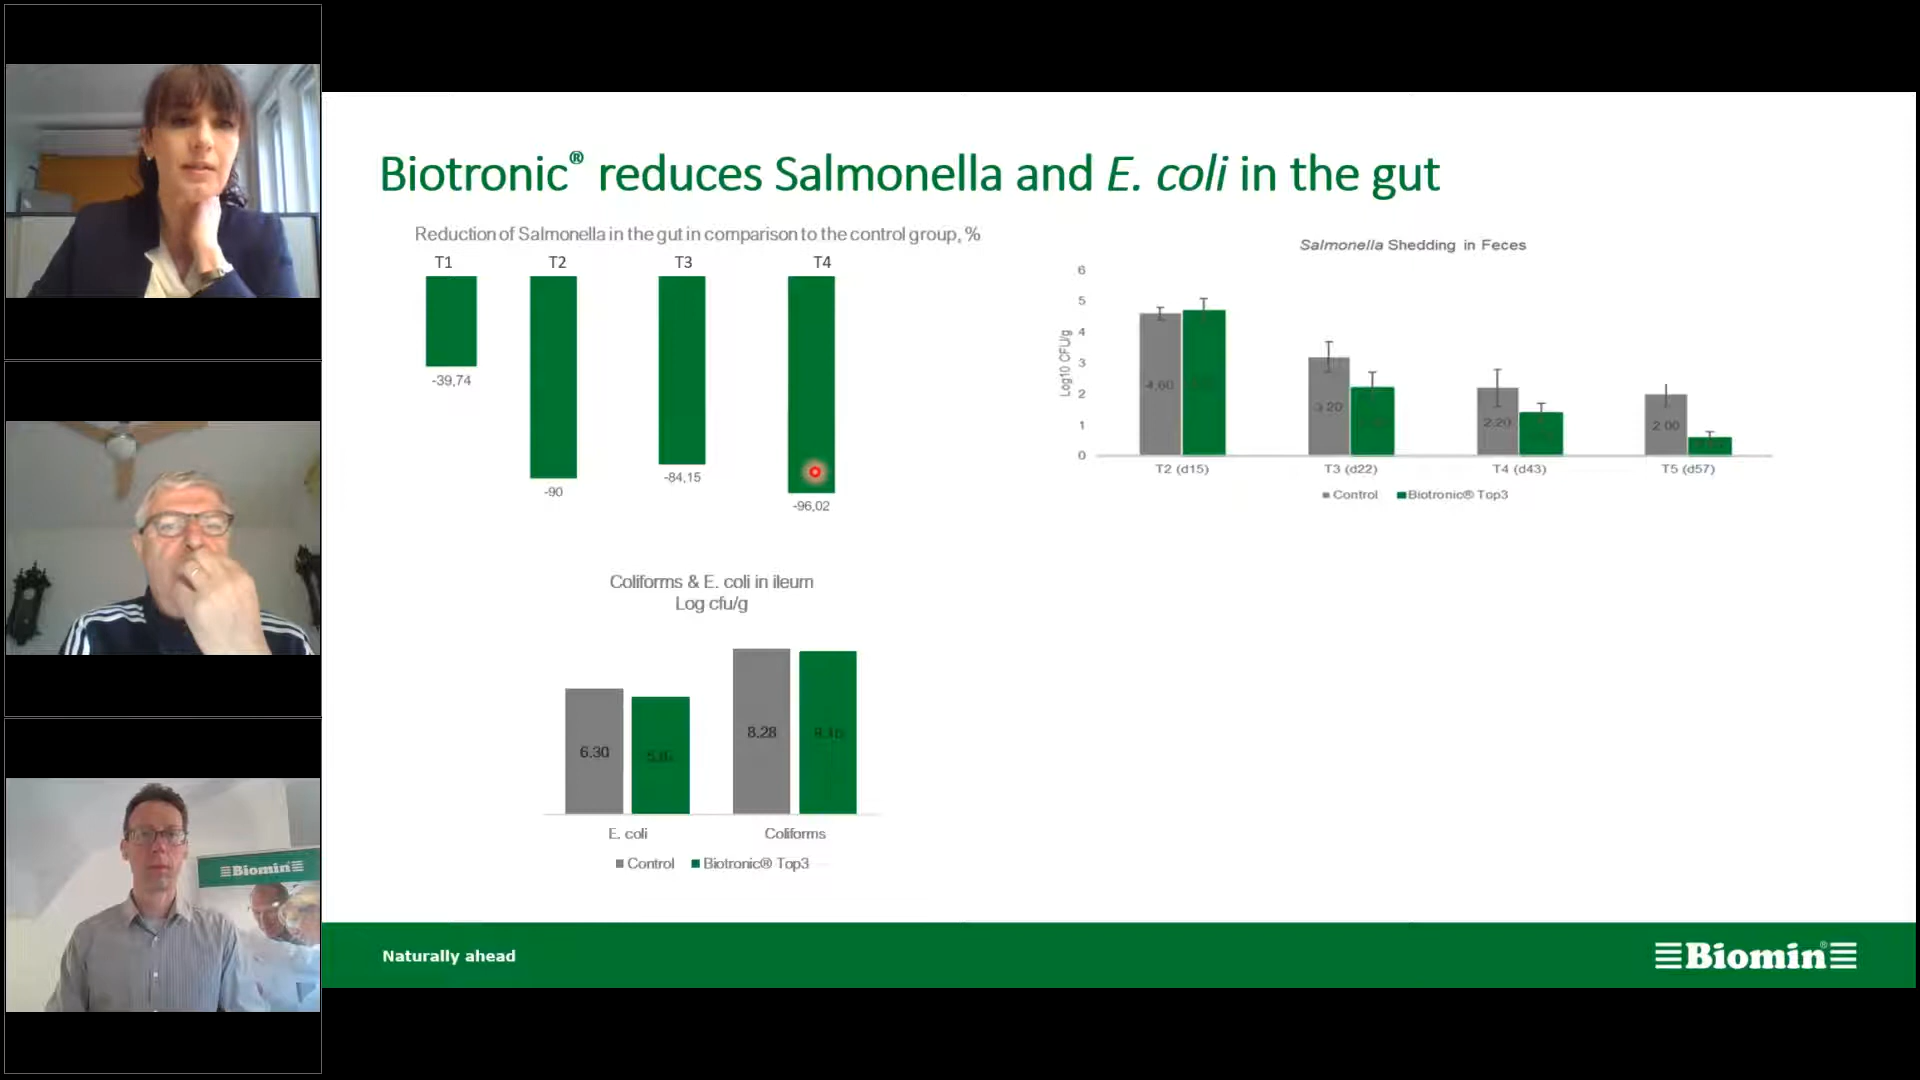 Biotronic® reduces Salmonella and E. coli in the gut
Reduction of Salmonella in the gut in comparison to the control group, %
T1 T2 T3 T4
-39,74
-90
-84,15
-96,02
Salmonella Shedding in Feces
Log10 CFU/g
6
5
4
3
2
1
0
4.60
3.20
2.20
2.00
T2 (d15) T3 (d22) T4 (d43) T5 (d57)
Control Biotronic® Top3
Coliforms & E. coli in ileum
Log cfu/g
6.30
8.28
E. coli Coliforms
Control Biotronic® Top3
Biomin®
Naturally ahead
Biomin®